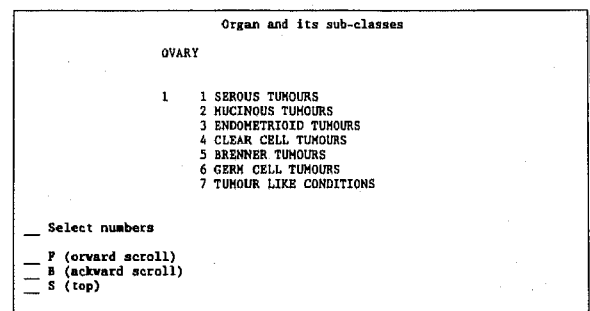 Organ and its sub-classes
OVARY
1 1 SEROUS TUMOURS
2 MUCINOUS TUMOURS
3 ENDOMETRIOID TUMOURS
4 CLEAR CELL TUMOURS
5 BRENNER TUMOURS
6 GERM CELL TUMOURS
7 TUMOUR LIKE CONDITIONS
__ Select numbers
__ F (orward scroll)
__ B (ackward scroll)
__ S (top)